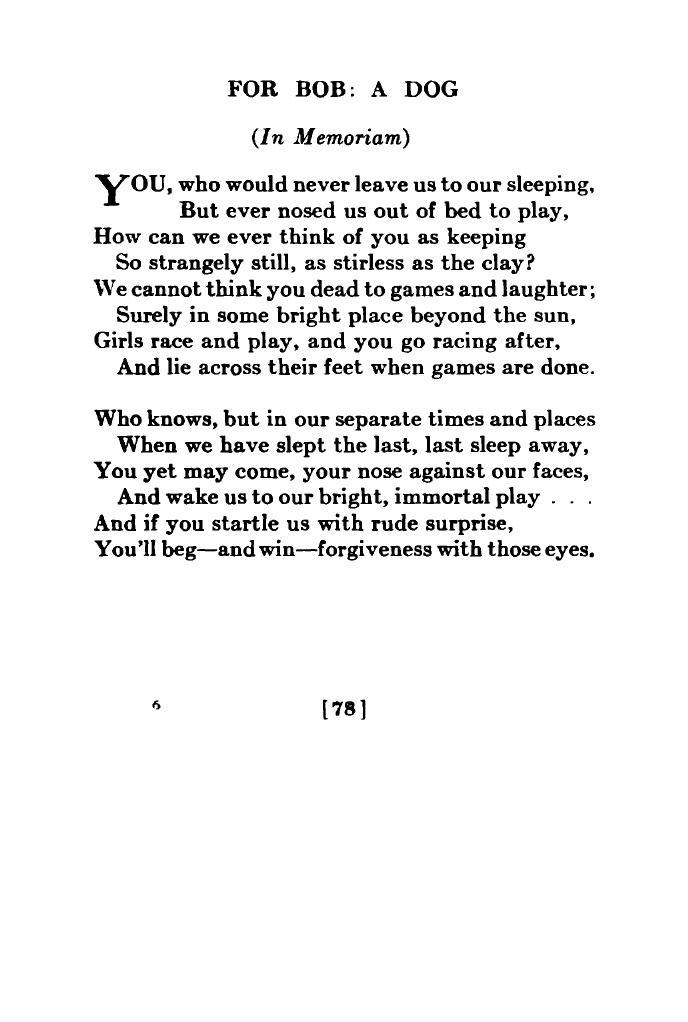 FOR BOB: A DOG
(In Memoriam)
YOU, who would never leave us to our sleeping,
But ever nosed us out of bed to play,
How can we ever think of you as keeping
So strangely still, as stirless as the clay?
We cannot think you dead to games and laughter;
Surely in some bright place beyond the sun,
Girls race and play, and you go racing after,
And lie across their feet when games are done.
Who knows, but in our separate times and places
When we have slept the last, last sleep away,
You yet may come, your nose against our faces,
And wake us to our bright, immortal play . . .
And if you startle us with rude surprise,
You'll beg—and win—forgiveness with those eyes.
6 [78]